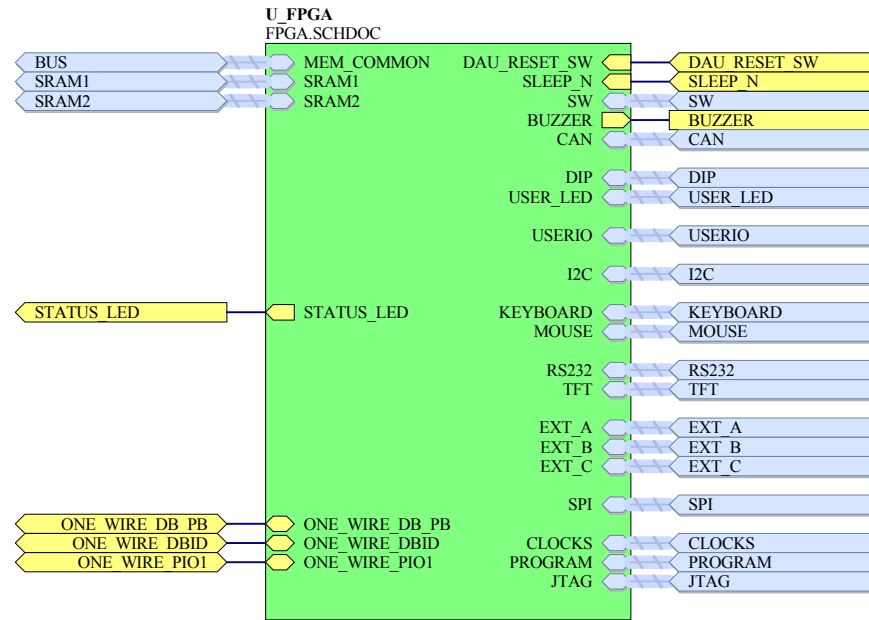 U_FPGA
FPGA.SCHDOC
BUS MEM_COMMON DAU_RESET_SW DAU_RESET_SW
SRAM1 SRAM1 SLEEP_N SLEEP_N
SRAM2 SRAM2 SW SW
BUZZER BUZZER
CAN CAN
DIP DIP
USER_LED USER_LED
USERIO USERIO
I2C I2C
STATUS_LED STATUS_LED KEYBOARD KEYBOARD
MOUSE MOUSE
RS232 RS232
TFT TFT
EXT_A EXT_A
EXT_B EXT_B
EXT_C EXT_C
SPI SPI
ONE_WIRE_DB_PB ONE_WIRE_DB_PB
ONE_WIRE_DBID ONE_WIRE_DBID CLOCKS CLOCKS
ONE_WIRE_PIO1 ONE_WIRE_PIO1 PROGRAM PROGRAM
JTAG JTAG